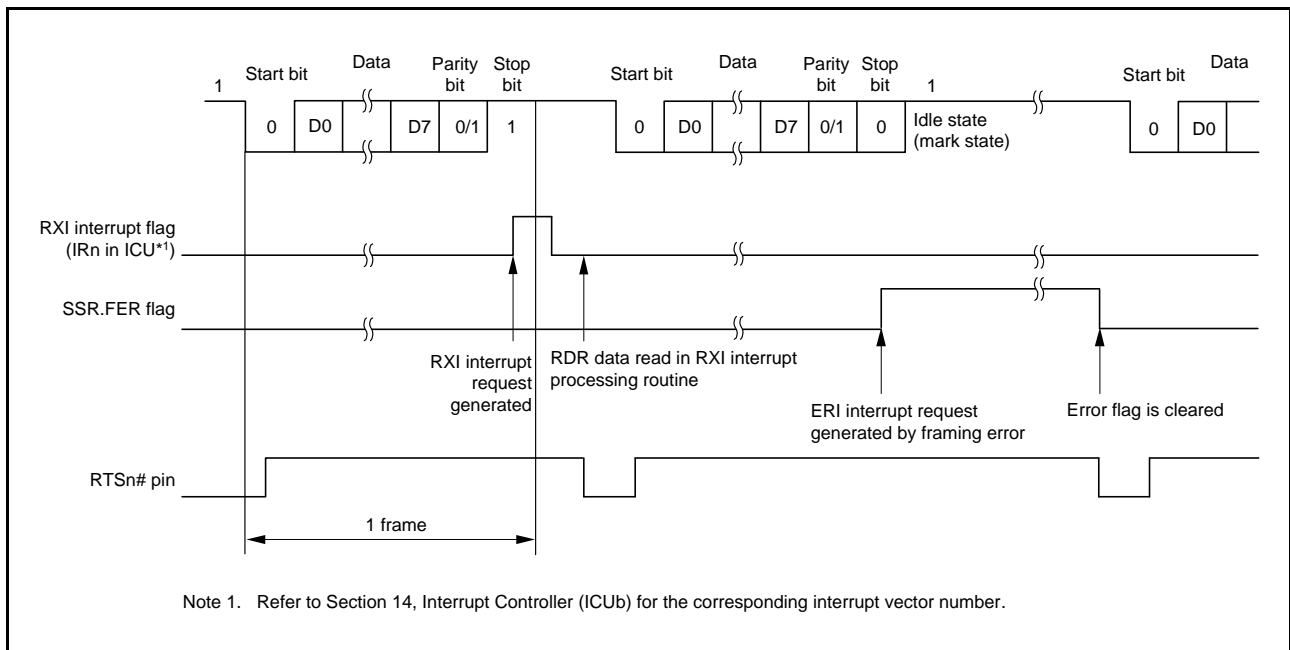 Start bit
Data
Parity bit
Stop bit
Start bit
Data
Parity bit
Stop bit
1
Start bit
Data
1
0
D0
D7
0/1
1
0
D0
D7
0/1
0
Idle state
(mark state)
0
D0
RXI interrupt flag
(IRn in ICU*1)
SSR.FER flag
RXI interrupt
request
generated
RDR data read in RXI interrupt
processing routine
ERI interrupt request
generated by framing error
Error flag is cleared
RTSn# pin
1 frame
Note 1. Refer to Section 14, Interrupt Controller (ICUb) for the corresponding interrupt vector number.